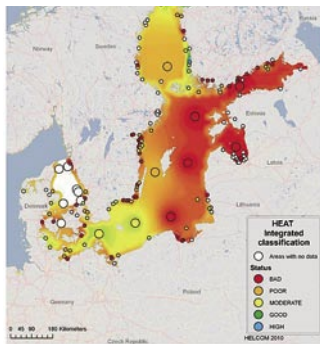 Norway
Sweden
Russia
Estonia
Latvia
Denmark
Lithuania
HEAT
Integrated
classification
Areas with no data
Status
BAD
POOR
MODERATE
GOOD
HIGH
Germany
Poland
0 45 90 180 Kilometers
Czech Republic
HELCOM 2010